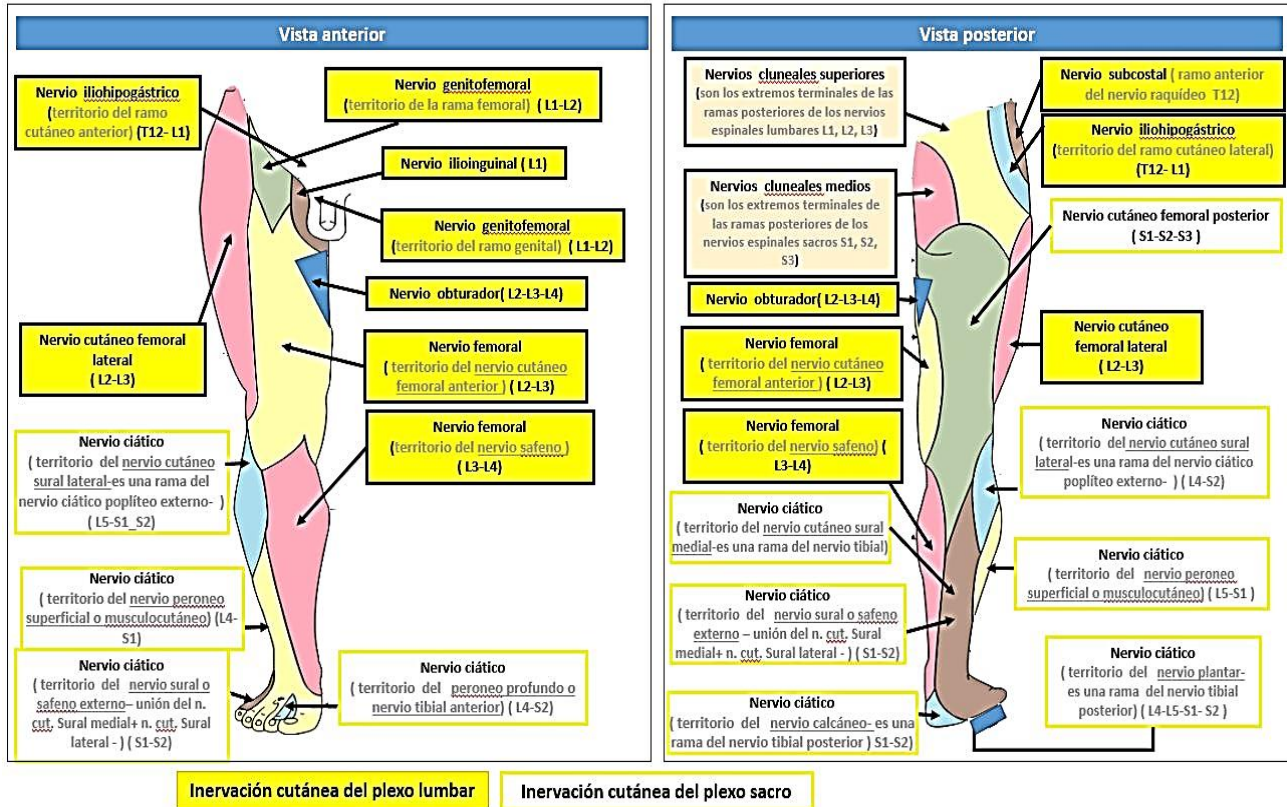 Vista anterior
Nervio iliohipogástrico
(territorio del ramo
cutáneo anterior) (T12- L1)
Nervio
genitofemoral
(territorio de la rama femoral) ( L1-L2)
Nervio ilioinguinal ( L1)
Nervio genitofemoral
(territorio del ramo genital) ( L1-L2)
Nervio obturador( L2-L3-L4)
Nervio cutáneo femoral
lateral
( L2-L3)
Nervio femoral
( territorio del nervio cutáneo
femoral anterior ) ( L2-L3)
Nervio femoral
(territorio del nervio safeno )
(L3-L4)
Nervio ciático
( territorio del nervio cutáneo
sural lateral-es una rama del
nervio ciático poplíteo externo- )
( L5-S1_S2)
Nervio ciático
( territorio del nervio peroneo
superficial o musculocutáneo) (L4-
S1)
Nervio ciático
( territorio del nervio sural o
safeno externo– unión del n.
cut. Sural medial+ n. cut. Sural
lateral - ) ( S1-S2)
Nervio ciático
( territorio del peroneo profundo o
nervio tibial anterior) ( L4-S2)
Vista posterior
Nervios cluneales superiores
(son los extremos terminales de las
ramas posteriores de los nervios
espinales lumbares L1, L2, L3)
Nervio subcostal ( ramo anterior
del nervio raquídeo T12)
Nervio iliohipogástrico
(territorio del ramo cutáneo lateral)
(T12- L1)
Nervios cluneales medios
(son los extremos terminales de
las ramas posteriores de los
nervios espinales sacros S1, S2,
S3)
Nervio cutáneo femoral posterior
( S1-S2-S3 )
Nervio obturador( L2-L3-L4)
Nervio femoral
( territorio del nervio cutáneo
femoral anterior ) ( L2-L3)
Nervio cutáneo
femoral lateral
( L2-L3)
Nervio femoral
( territorio del nervio safeno) (
L3-L4)
Nervio ciático
( territorio del nervio cutáneo sural
lateral-es una rama del nervio ciático
poplíteo externo- ) ( L4-S2)
Nervio ciático
( territorio del nervio cutáneo sural
medial-es una rama del nervio tibial)
Nervio ciático
( territorio del nervio peroneo
superficial o musculocutáneo) ( L5-S1 )
Nervio ciático
( territorio del nervio sural o safeno
externo – unión del n. cut. Sural
medial+ n. cut. Sural lateral - ) ( S1-S2)
Nervio ciático
( territorio del nervio plantar-
es una rama del nervio tibial
posterior) ( L4-L5-S1- S2 )
Nervio ciático
( territorio del nervio calcáneo- es una
rama del nervio tibial posterior ) S1-S2)
Inervación cutánea del plexo lumbar
Inervación cutánea del plexo sacro